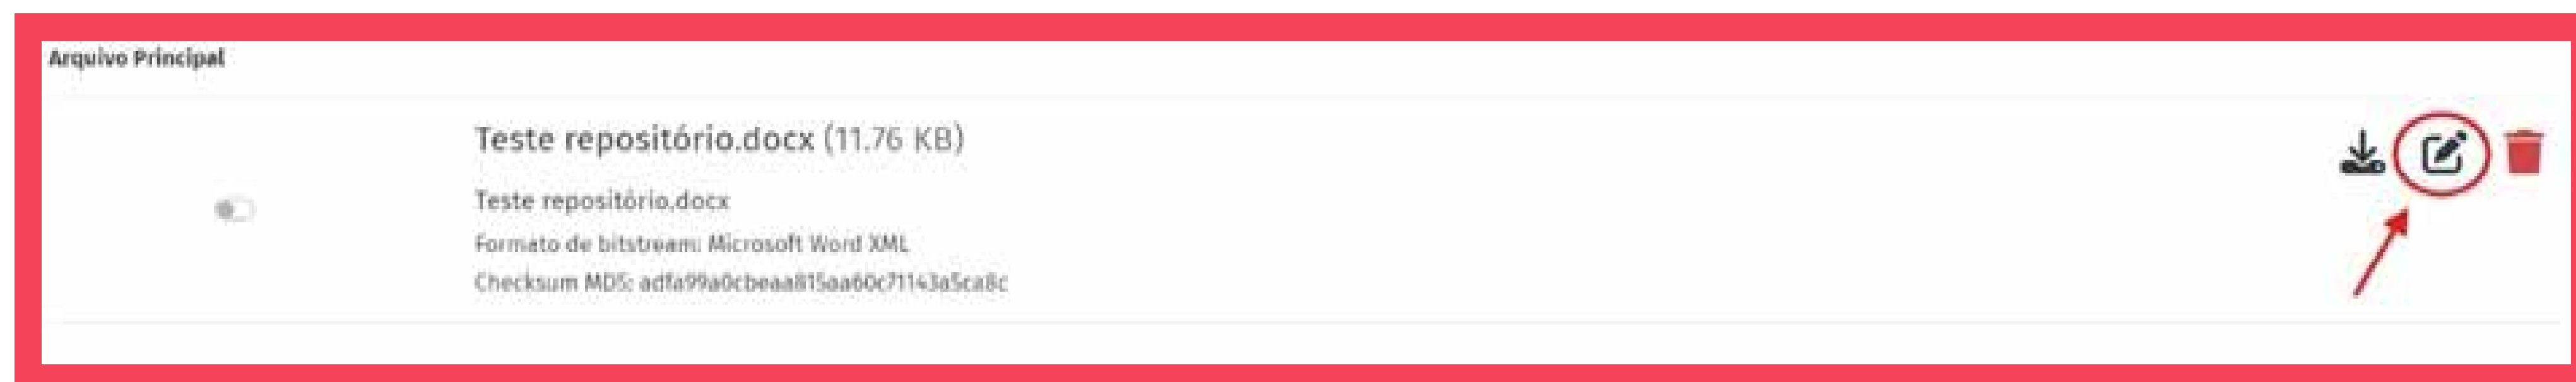 Arquivo Principal
Teste repositório.docx (11.76 KB)
Teste repositório.docx
Formato de bitstream: Microsoft Word XML
Checksum MD5: adfa99a0cbeaa815aa60c71143a5ca8c